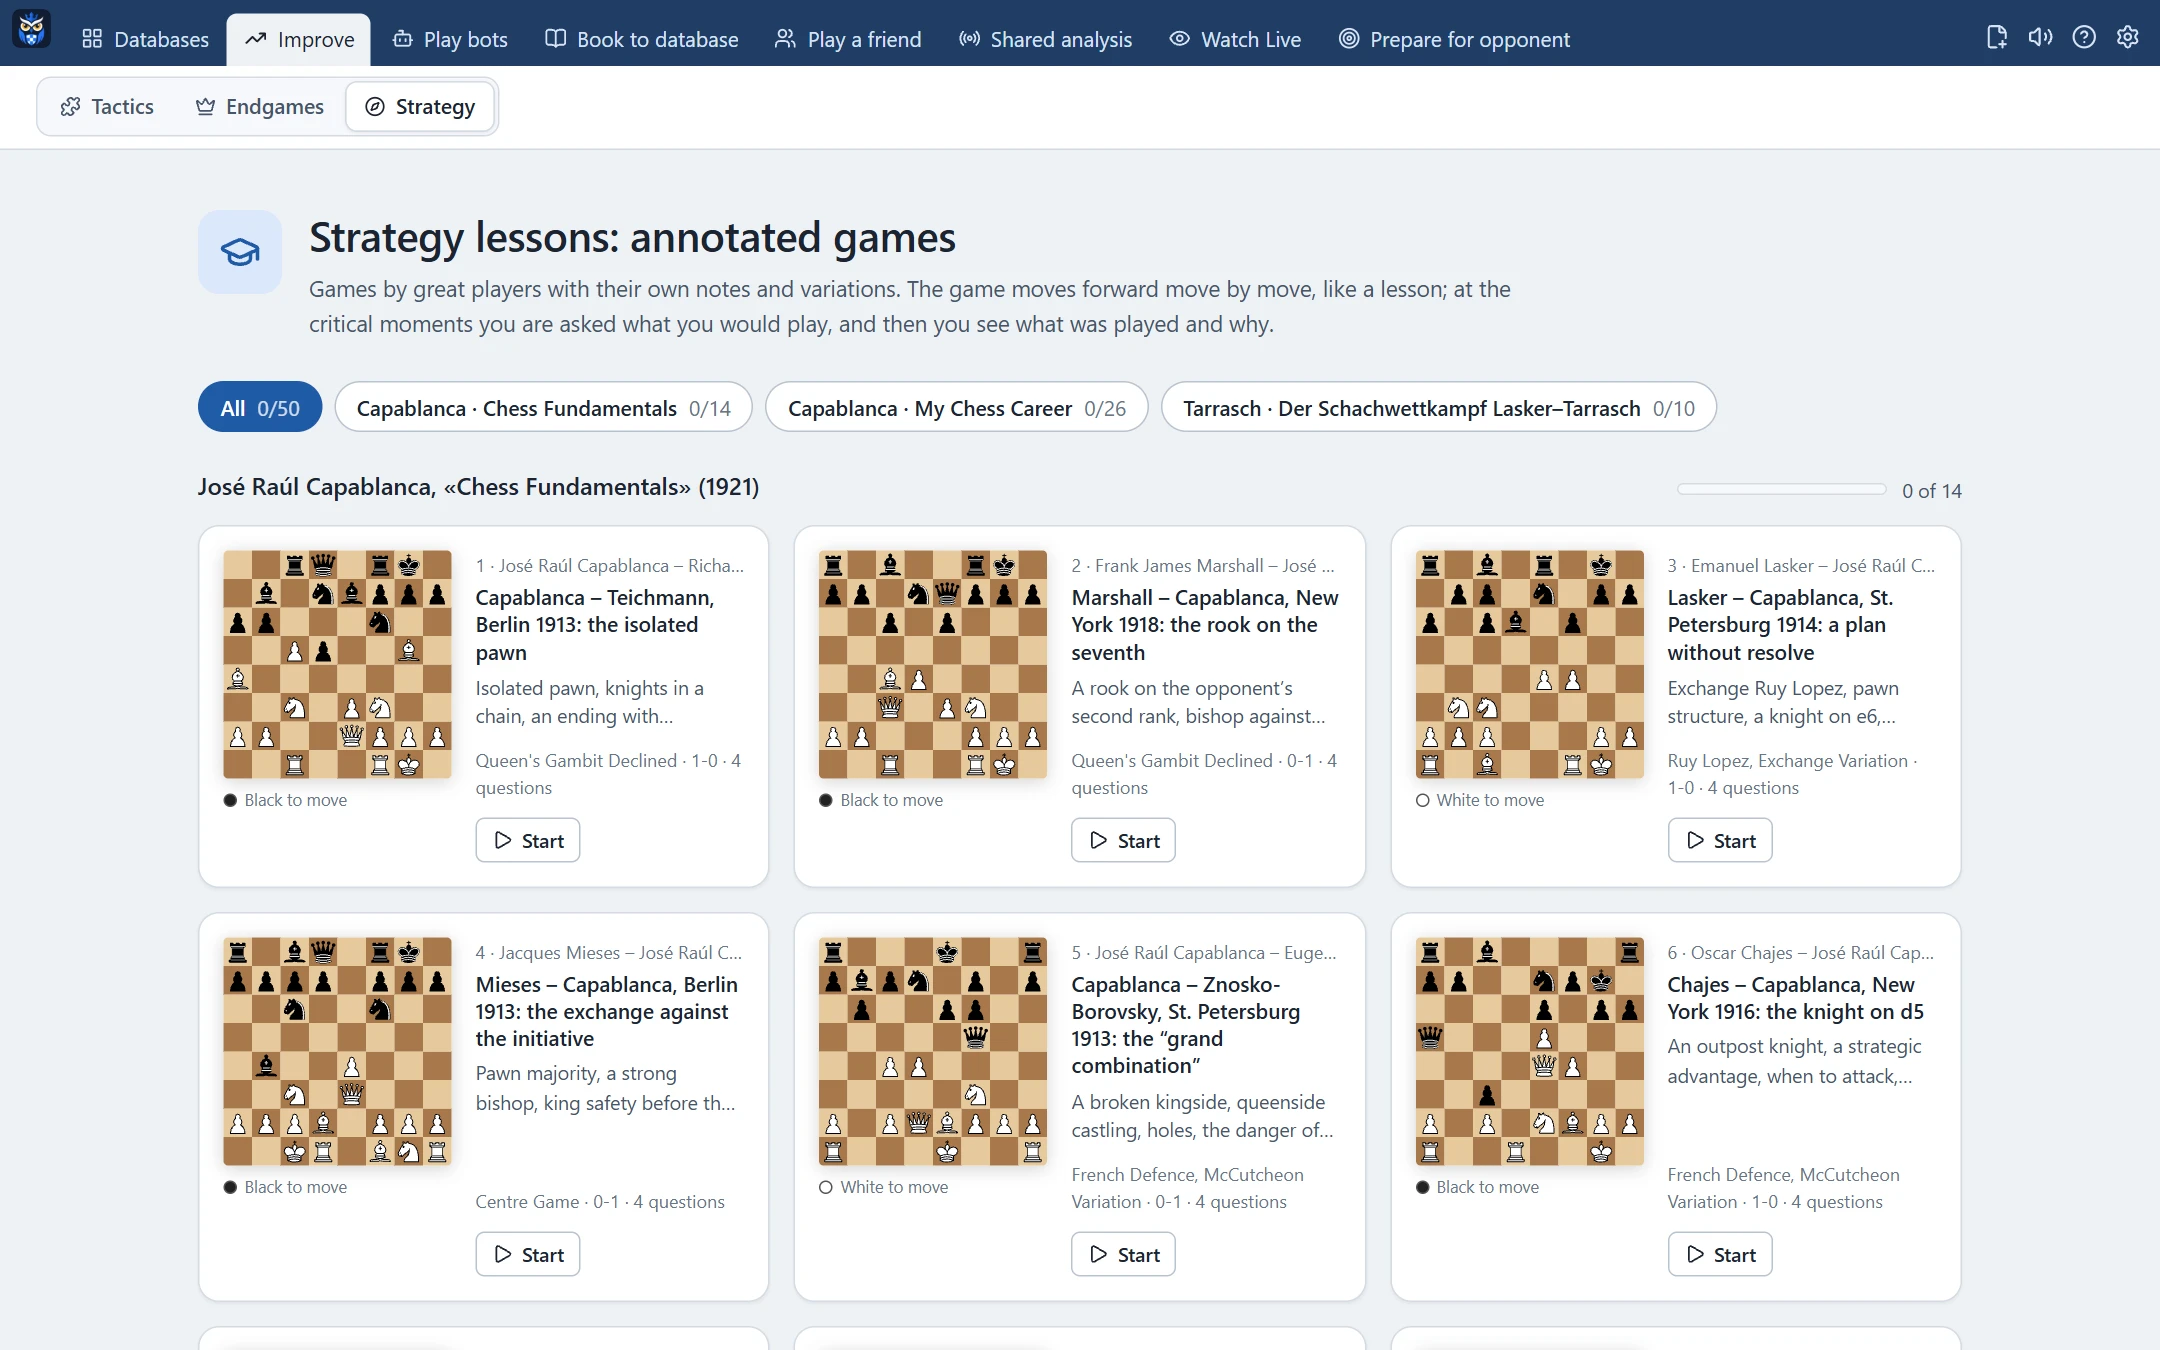 Databases
Improve
Play bots
Book to database
Play a friend
Shared analysis
Watch Live
Prepare for opponent
Tactics
Endgames
Strategy
Strategy lessons: annotated games
Games by great players with their own notes and variations. The game moves forward move by move, like a lesson; at the
critical moments you are asked what you would play, and then you see what was played and why.
All 0/50
Capablanca · Chess Fundamentals 0/14
Capablanca · My Chess Career 0/26
Tarrasch · Der Schachwettkampf Lasker–Tarrasch 0/10
José Raúl Capablanca, «Chess Fundamentals» (1921)
0 of 14
1 · José Raúl Capablanca – Richa...
Capablanca – Teichmann,
Berlin 1913: the isolated
pawn
Isolated pawn, knights in a
chain, an ending with...
Queen's Gambit Declined · 1-0 · 4
questions
Black to move
Start
2 · Frank James Marshall – José ...
Marshall – Capablanca, New
York 1918: the rook on the
seventh
A rook on the opponent’s
second rank, bishop against...
Queen's Gambit Declined · 0-1 · 4
questions
Black to move
Start
3 · Emanuel Lasker – José Raúl C...
Lasker – Capablanca, St.
Petersburg 1914: a plan
without resolve
Exchange Ruy Lopez, pawn
structure, a knight on e6,...
Ruy Lopez, Exchange Variation ·
1-0 · 4 questions
White to move
Start
4 · Jacques Mieses – José Raúl C...
Mieses – Capablanca, Berlin
1913: the exchange against
the initiative
Pawn majority, a strong
bishop, king safety before th...
Centre Game · 0-1 · 4 questions
Black to move
Start
5 · José Raúl Capablanca – Euge...
Capablanca – Znosko-
Borovsky, St. Petersburg
1913: the “grand
combination”
A broken kingside, queenside
castling, holes, the danger of...
French Defence, McCutcheon
Variation · 0-1 · 4 questions
White to move
Start
6 · Oscar Chajes – José Raúl Cap...
Chajes – Capablanca, New
York 1916: the knight on d5
An outpost knight, a strategic
advantage, when to attack,...
French Defence, McCutcheon
Variation · 1-0 · 4 questions
Black to move
Start